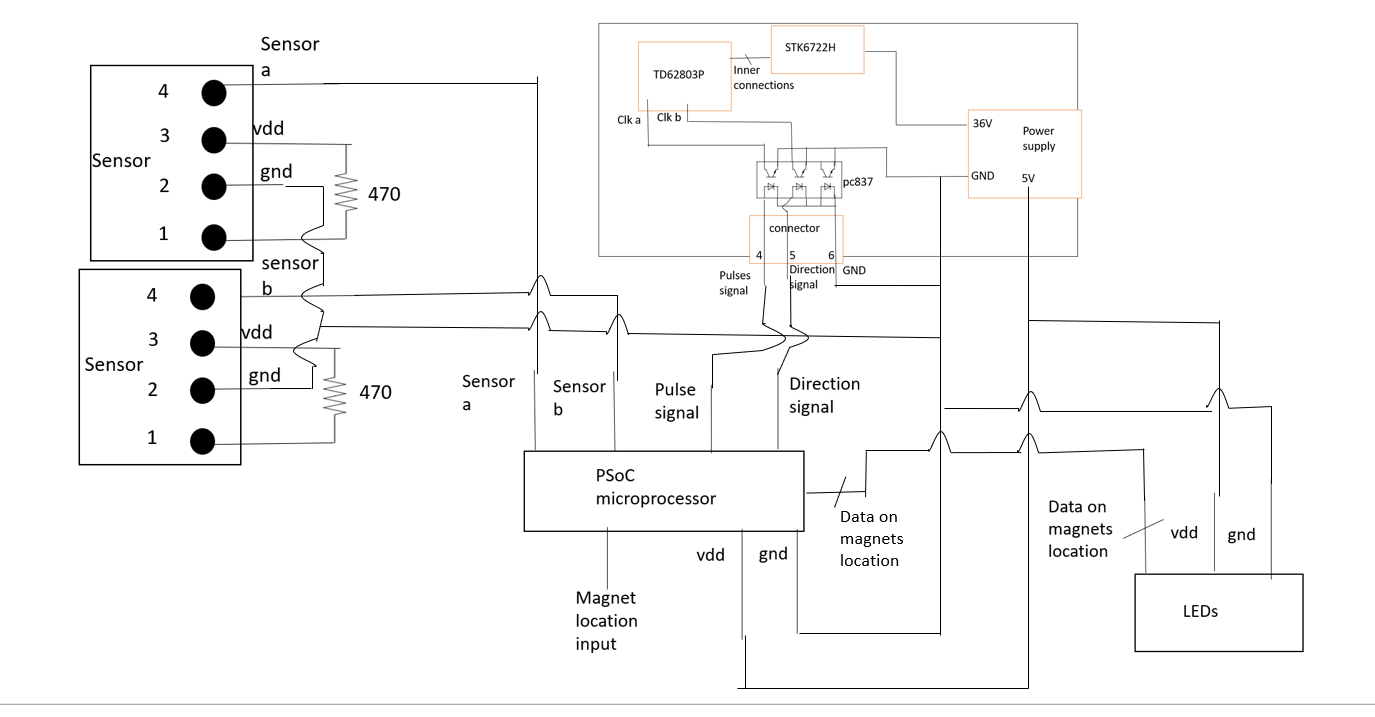 Sensor
a
4
3
vdd
Sensor
2
gnd
470
1
sensor
b
4
3
vdd
Sensor
2
gnd
470
1
STK6722H
TD62803P
Inner
connections
Clk a
Clk b
36V
Power
supply
GND
5V
pc837
connector
4
5
6
Pulses
signal
Direction
signal
GND
Sensor
a
Sensor
b
Pulse
signal
Direction
signal
PSoC
microprocessor
Data on
magnets
location
vdd
gnd
Magnet
location
input
Data on
magnets
location
vdd
gnd
LEDs